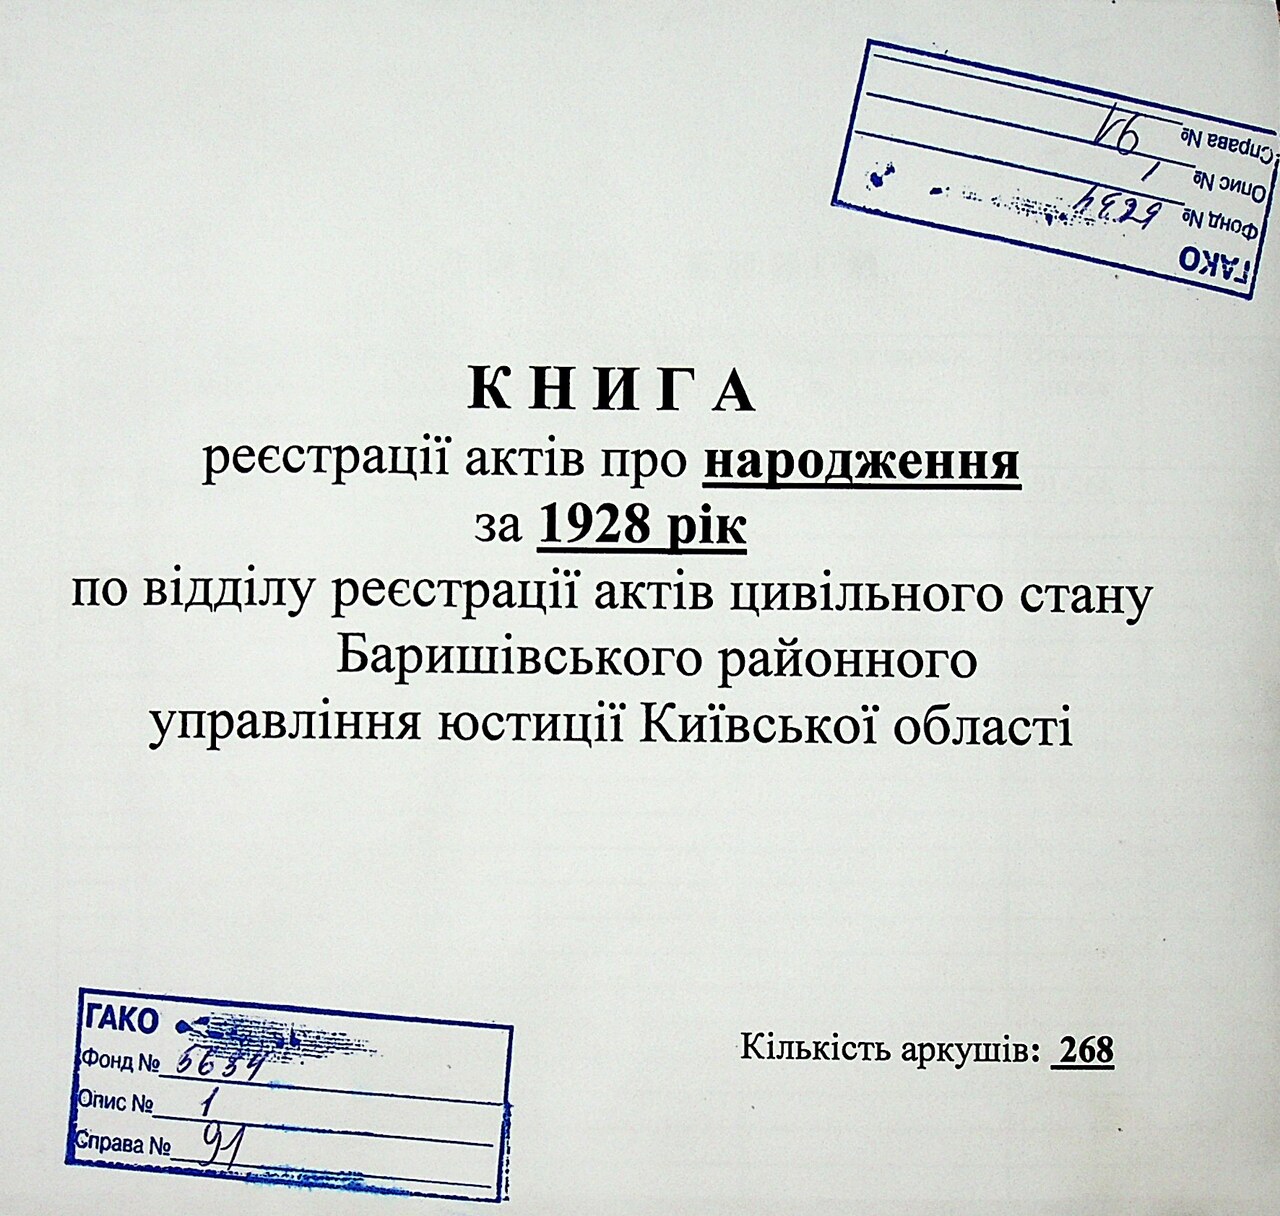 Справа № 91
Опис № 1
Фонд № 5634
ГАКО
КНИГА
реєстрації актів про народження
за 1928 рік
по відділу реєстрації актів цивільного стану
Баришівського районного
управління юстиції Київської області
Кількість аркушів: 268
ГАКО
Фонд № 5634
Опис № 1
Справа № 91